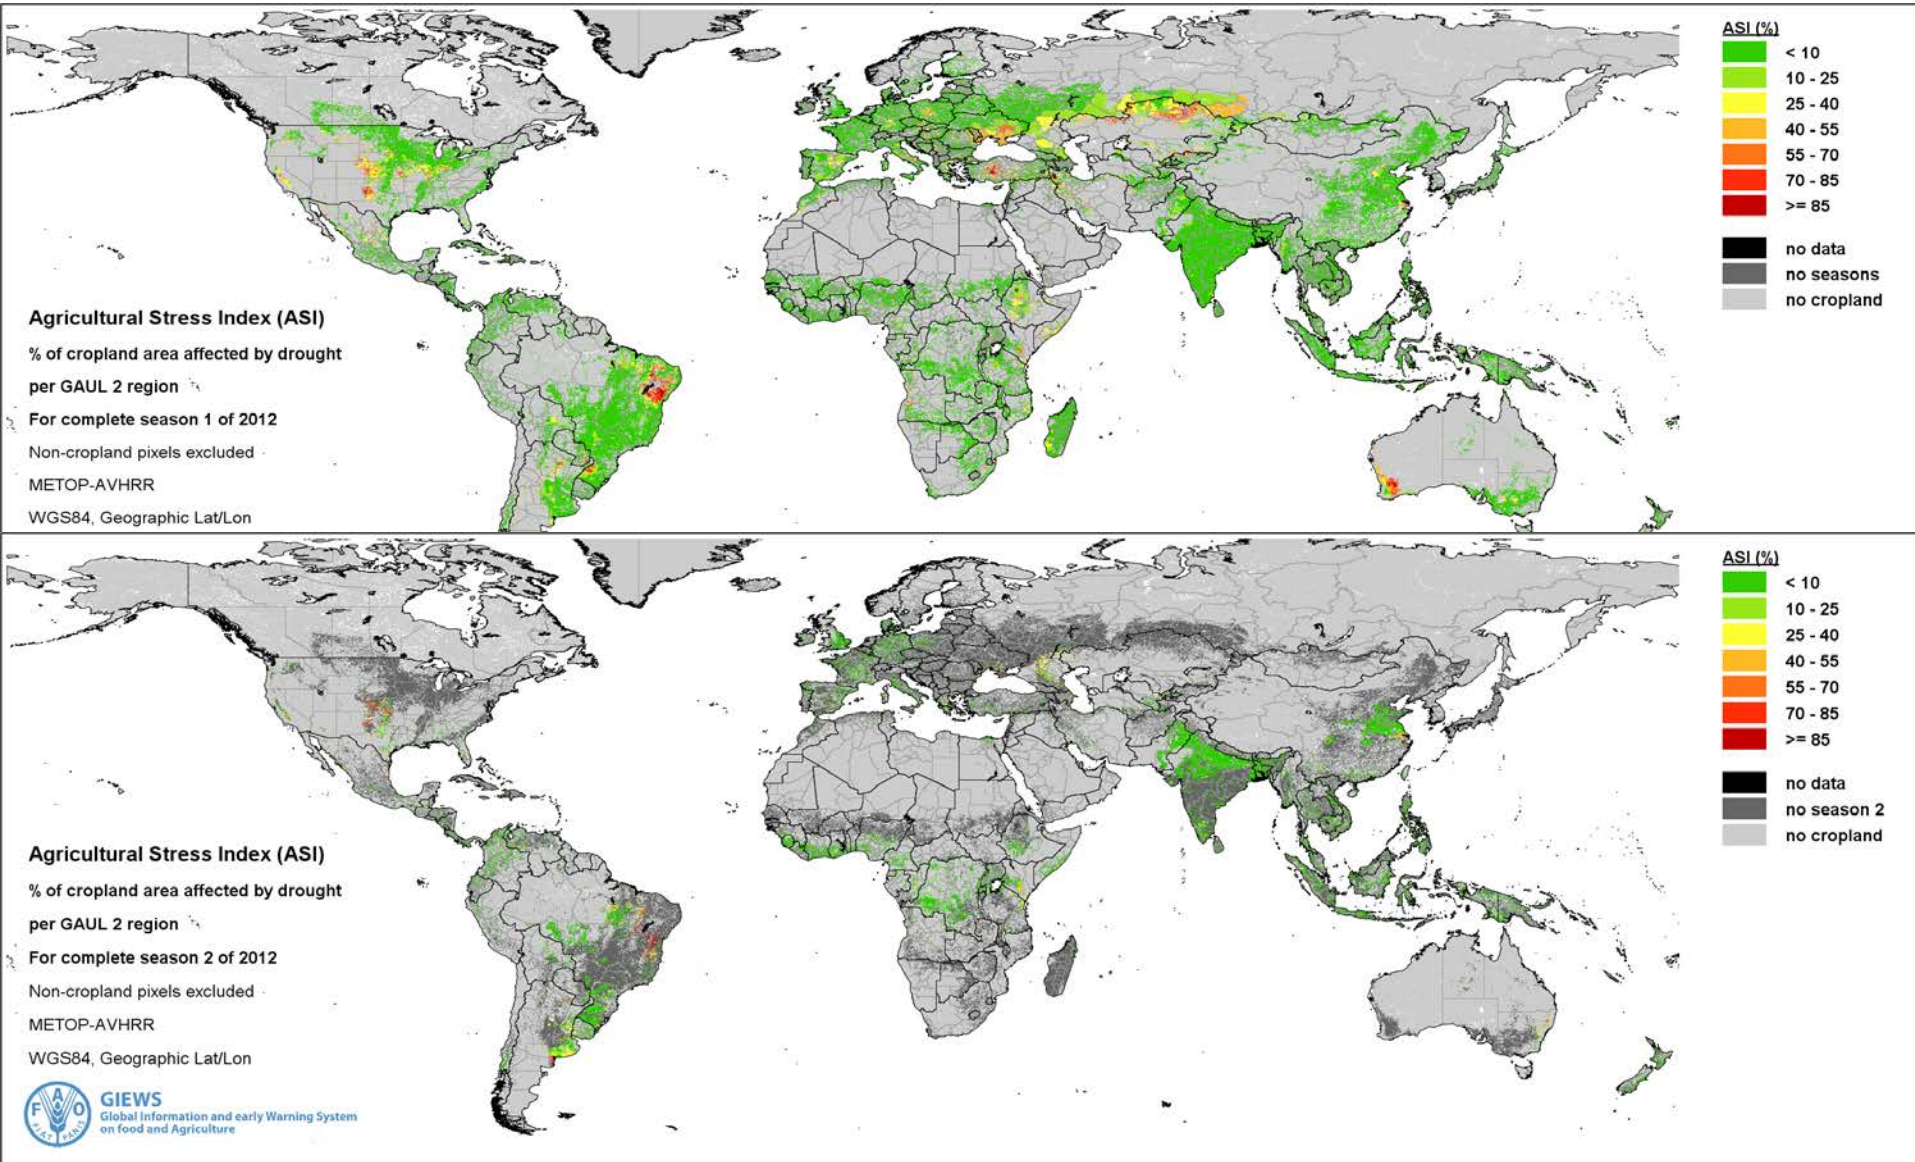 ASI (%)
< 10
10 - 25
25 - 40
40 - 55
55 - 70
70 - 85
>= 85
no data
no seasons
no cropland
Agricultural Stress Index (ASI)
% of cropland area affected by drought
per GAUL 2 region
For complete season 1 of 2012
Non-cropland pixels excluded
METOP-AVHRR
WGS84, Geographic Lat/Lon
ASI (%)
< 10
10 - 25
25 - 40
40 - 55
55 - 70
70 - 85
>= 85
no data
no season 2
no cropland
Agricultural Stress Index (ASI)
% of cropland area affected by drought
per GAUL 2 region
For complete season 2 of 2012
Non-cropland pixels excluded
METOP-AVHRR
WGS84, Geographic Lat/Lon
FAO
FIAT PANIS
GIEWS
Global Information and early Warning System
on food and Agriculture